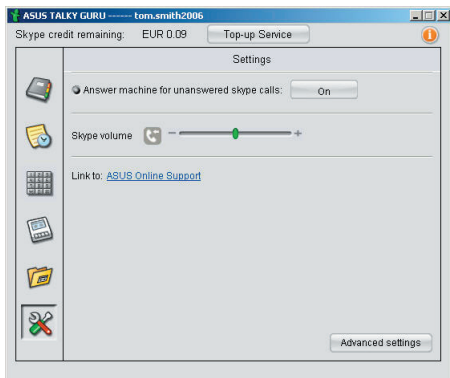 ASUS TALKY GURU ------ tom.smith2006
Skype credit remaining: EUR 0.09 Top-up Service
Settings
Answer machine for unanswered skype calls: On
Skype volume - +
Link to: ASUS Online Support
Advanced settings